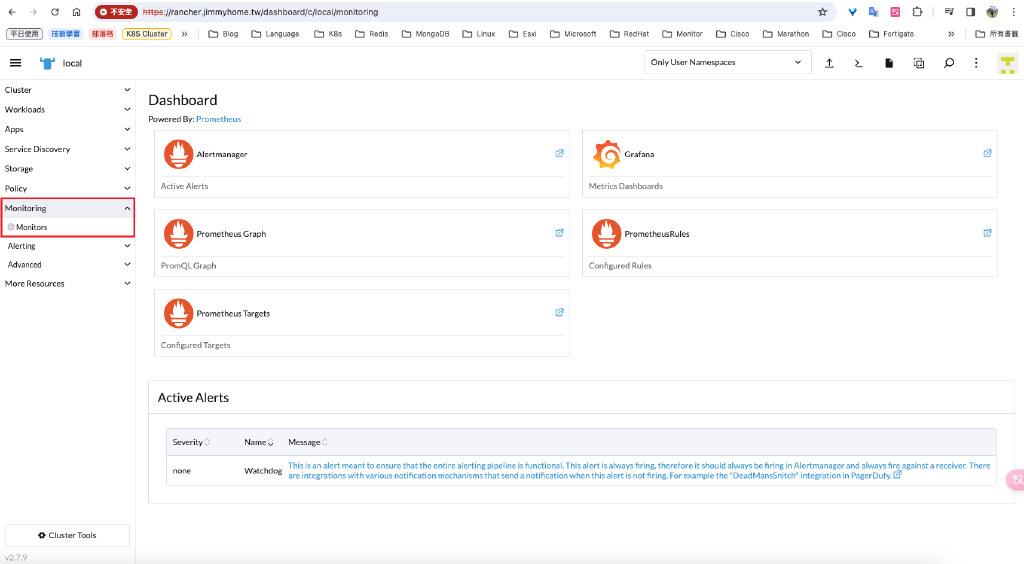 不安全 https://rancher.jimmyhome.tw/dashboard/c/local/monitoring
平日使用 技術學習 部落格 K8S Cluster » Blog Language K8s Redis MongoDB Linux Esxi Microsoft RedHat Monitor Cisco Marathon Cisco Fortigate » 所有書籤
local Only User Namespaces
Cluster
Workloads
Apps
Service Discovery
Storage
Policy
Monitoring
Monitors
Alerting
Advanced
More Resources
Cluster Tools
v2.7.9
Dashboard
Powered By: Prometheus
Alertmanager
Active Alerts
Grafana
Metrics Dashboards
Prometheus Graph
PromQL Graph
PrometheusRules
Configured Rules
Prometheus Targets
Configured Targets
Active Alerts
Severity Name Message
none Watchdog This is an alert meant to ensure that the entire alerting pipeline is functional. This alert is always firing, therefore it should always be firing in Alertmanager and always fire against a receiver. There
are integrations with various notification mechanisms that send a notification when this alert is not firing. For example the "DeadMansSnitch" integration in PagerDuty.